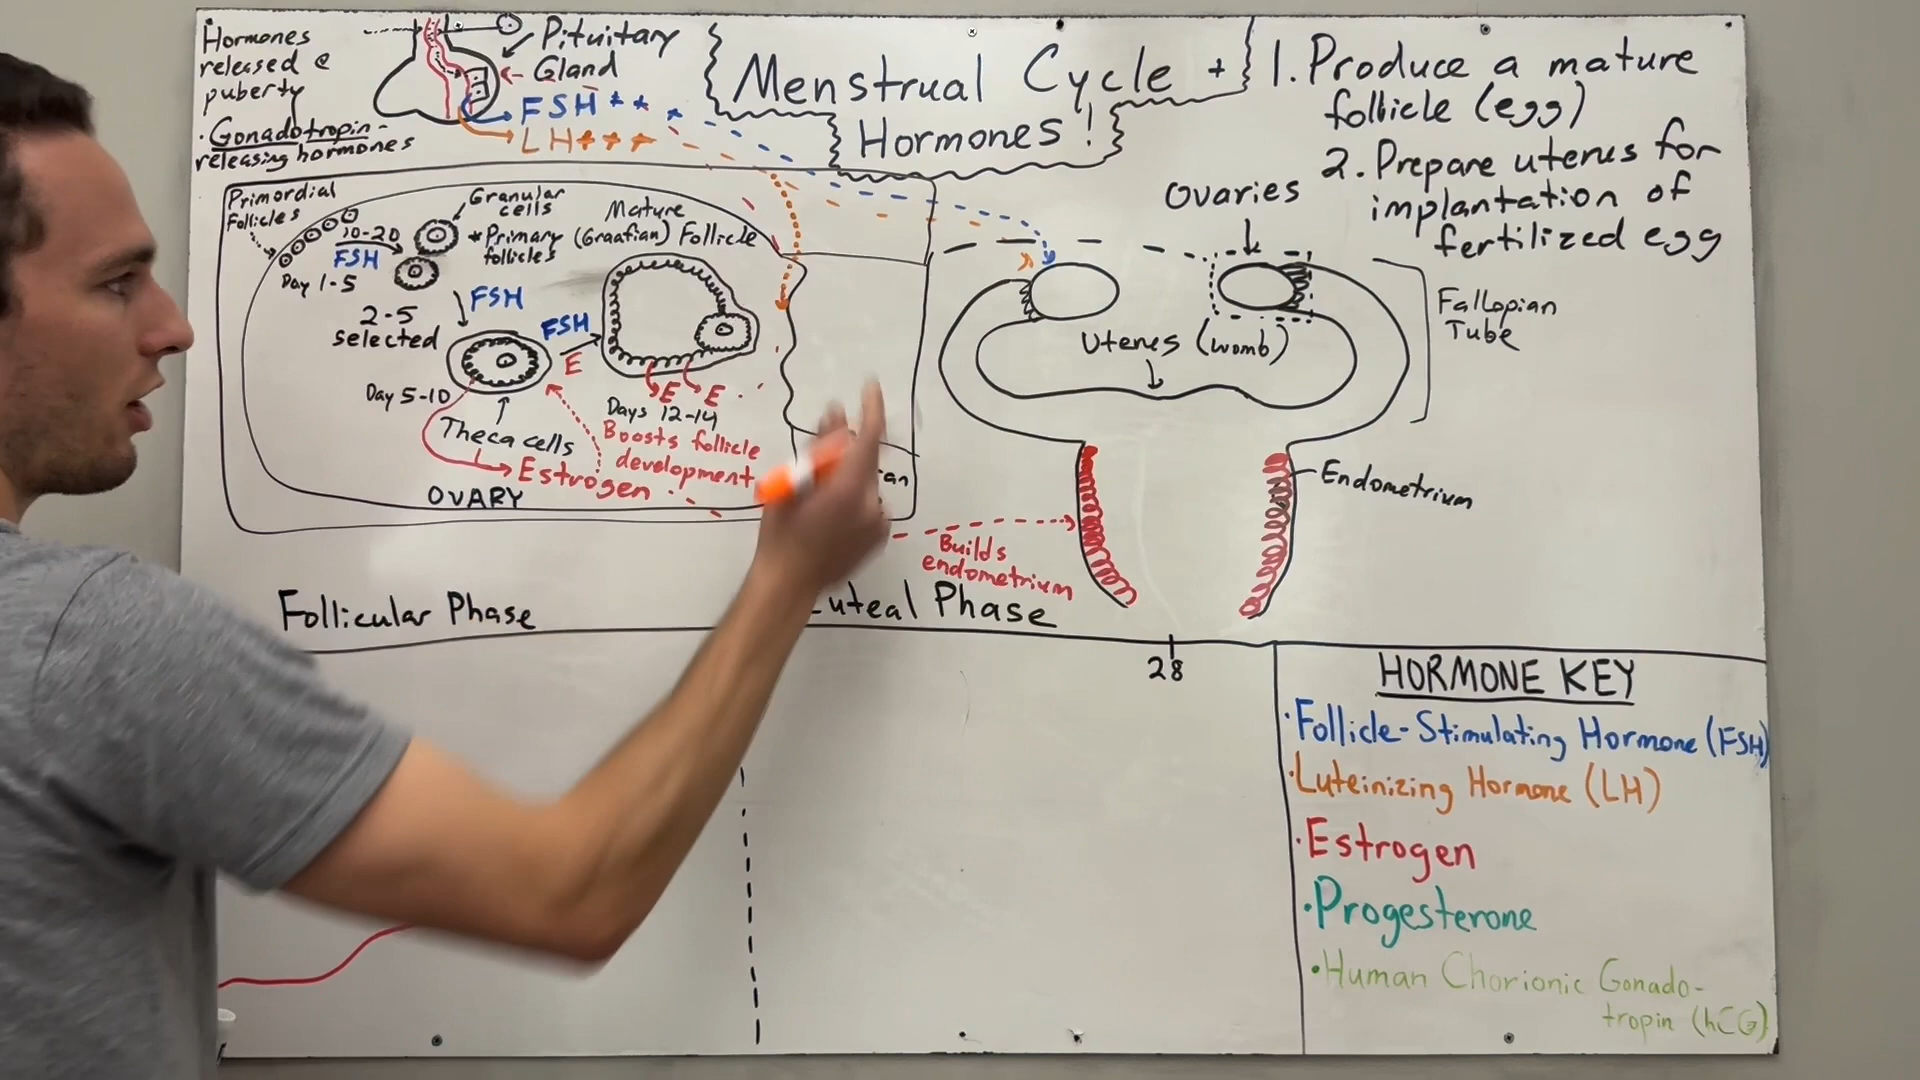 Hormones
released @
puberty
· Gonadotropin-
releasing hormones
Pituitary
Gland
FSH * *
LH * * *
Menstrual Cycle +
Hormones!
1. Produce a mature
follicle (egg)
2. Prepare uterus for
implantation of
fertilized egg
Primordial
Follicles
10-20
FSH
Day 1-5
Granular
cells
* Primary
follicles
Mature
(Graafian) Follicle
2-5
selected
FSH
FSH
E
Day 5-10
Theca cells
E E
Days 12-14
Boosts follicle
development
Estrogen
OVARY
an
Ovaries
Fallopian
Tube
Uterus (womb)
Endometrium
Builds
endometrium
Follicular Phase
Luteal Phase
28
HORMONE KEY
· Follicle-Stimulating Hormone (FSH)
· Luteinizing Hormone (LH)
· Estrogen
· Progesterone
· Human Chorionic Gonado-
tropin (hCG)